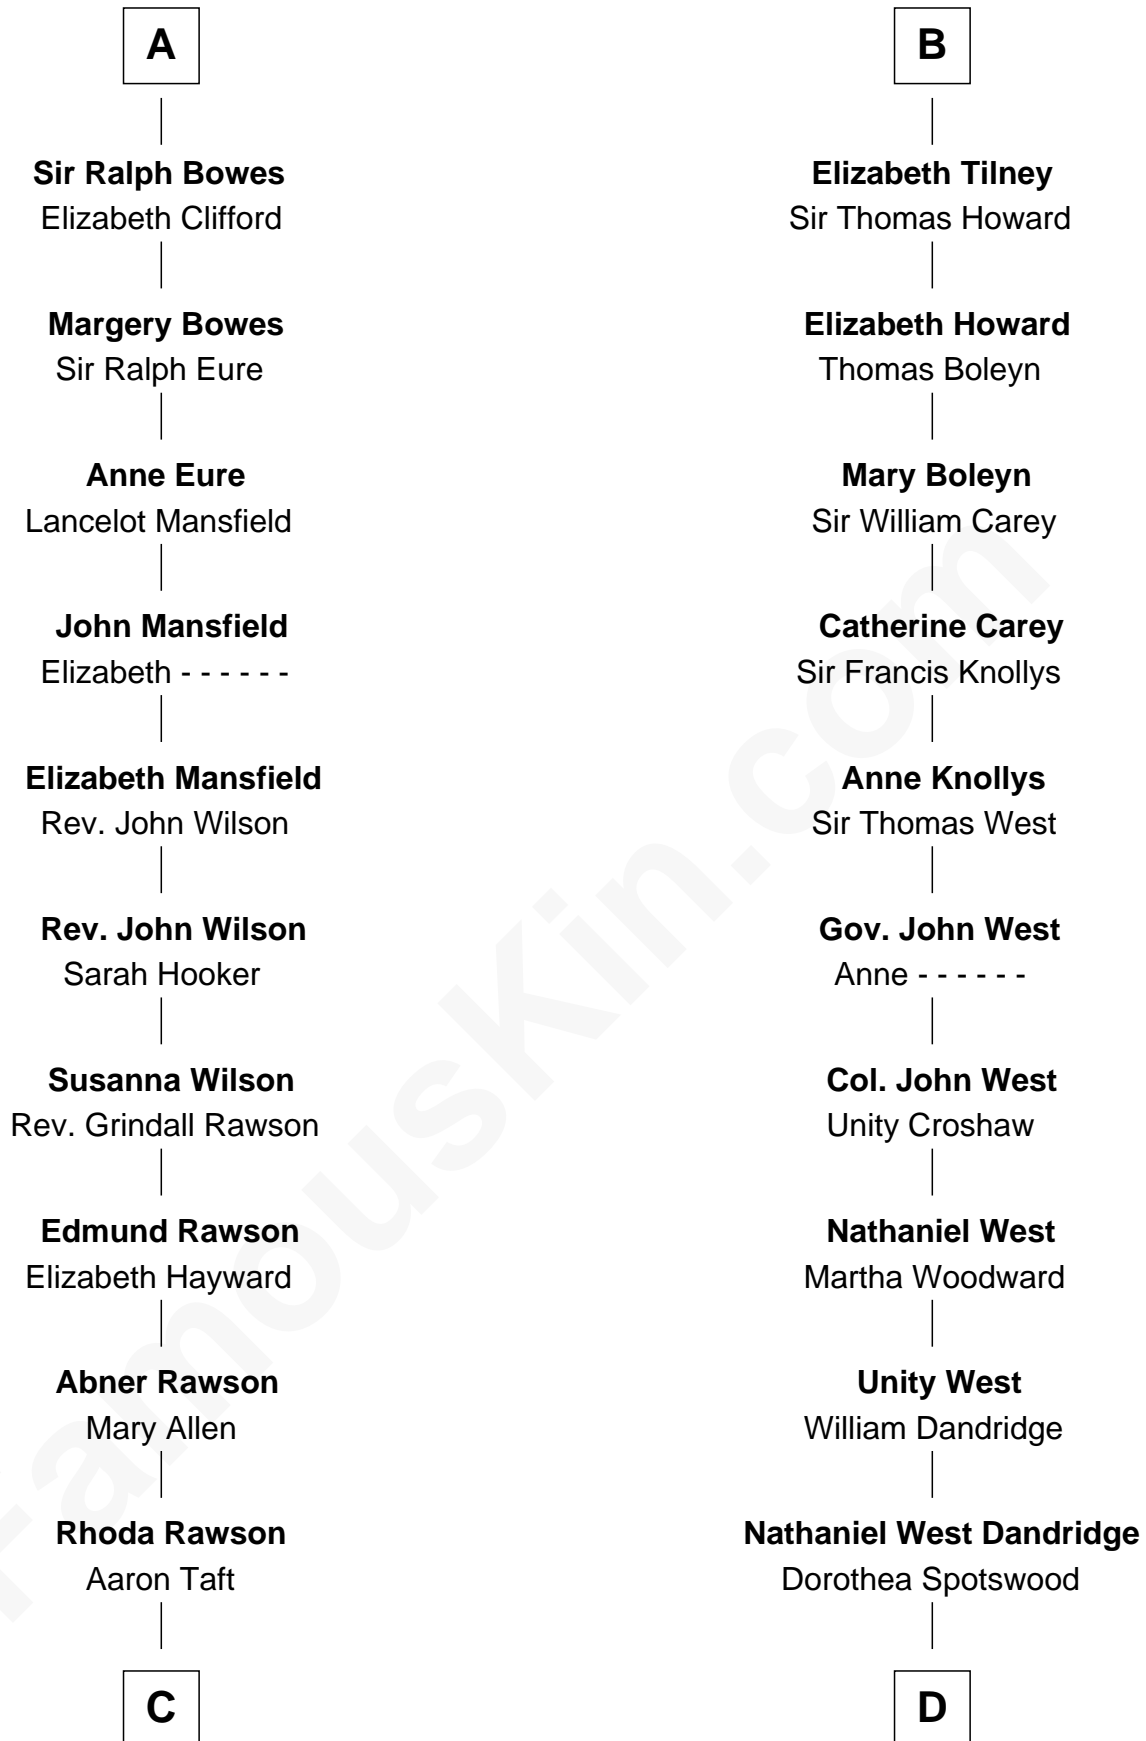 A
Sir Ralph Bowes
Elizabeth Clifford
Margery Bowes
Sir Ralph Eure
Anne Eure
Lancelot Mansfield
John Mansfield
Elizabeth - - - - - -
Elizabeth Mansfield
Rev. John Wilson
Rev. John Wilson
Sarah Hooker
Susanna Wilson
Rev. Grindall Rawson
Edmund Rawson
Elizabeth Hayward
Abner Rawson
Mary Allen
Rhoda Rawson
Aaron Taft
C
B
Elizabeth Tilney
Sir Thomas Howard
Elizabeth Howard
Thomas Boleyn
Mary Boleyn
Sir William Carey
Catherine Carey
Sir Francis Knollys
Anne Knollys
Sir Thomas West
Gov. John West
Anne - - - - - -
Col. John West
Unity Croshaw
Nathaniel West
Martha Woodward
Unity West
William Dandridge
Nathaniel West Dandridge
Dorothea Spotswood
D
FamousKin.com